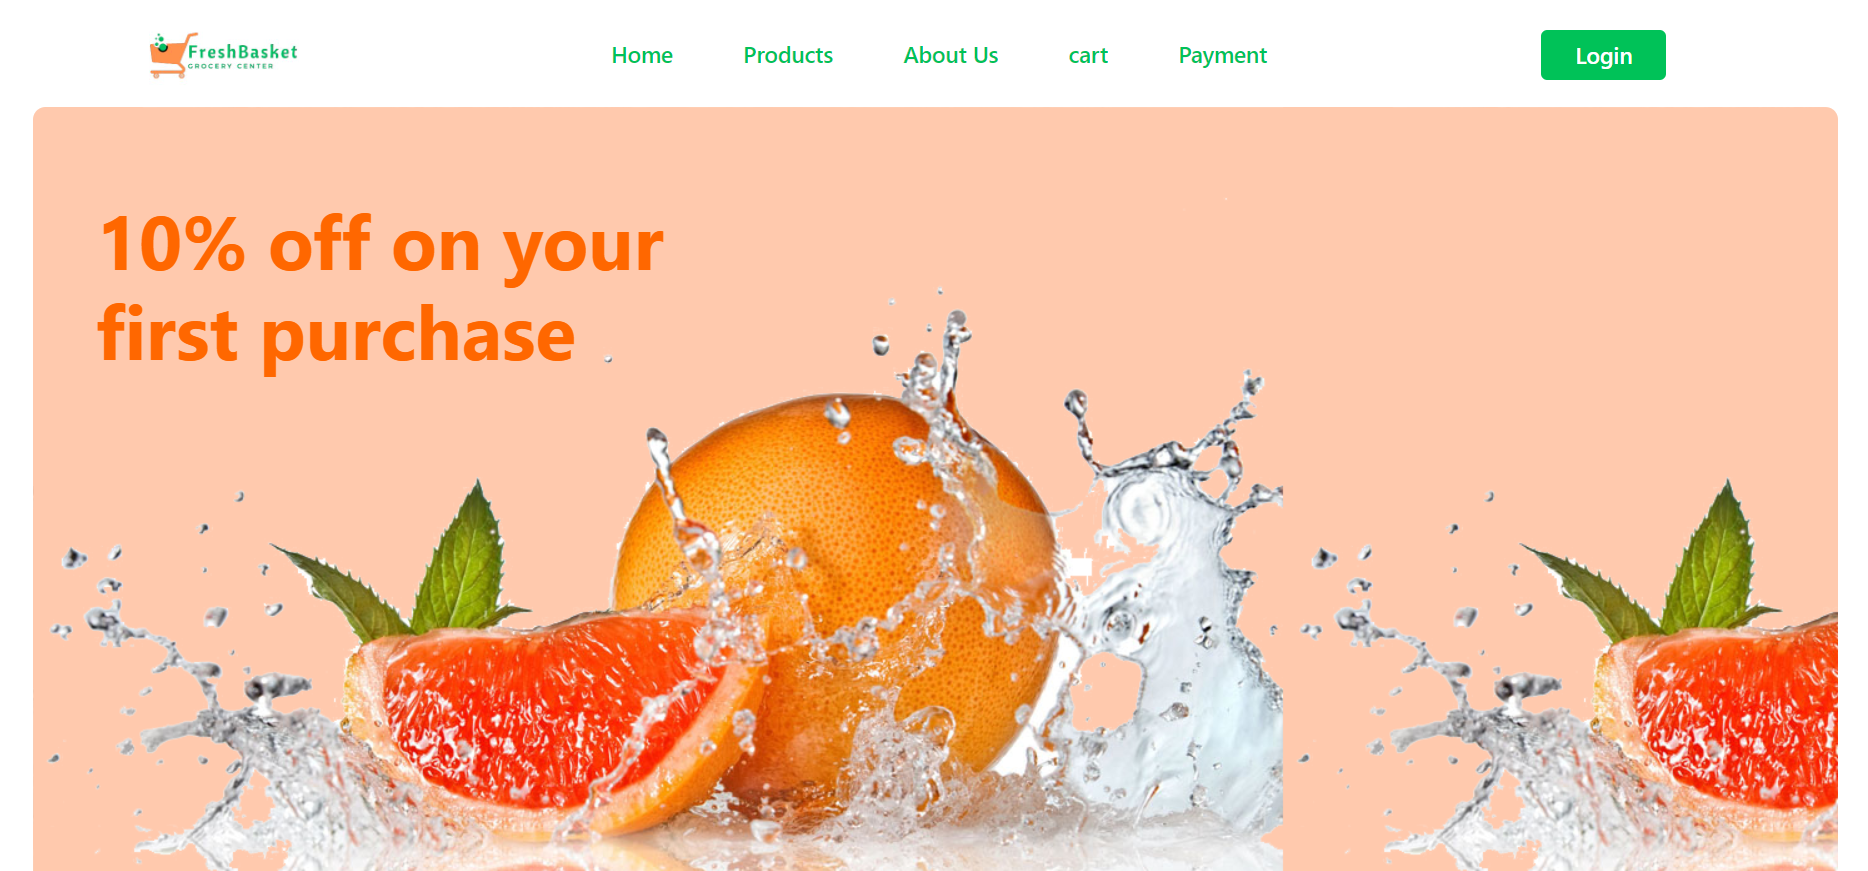 FreshBasket
GROCERY CENTER
Home Products About Us cart Payment
Login
10% off on your
first purchase